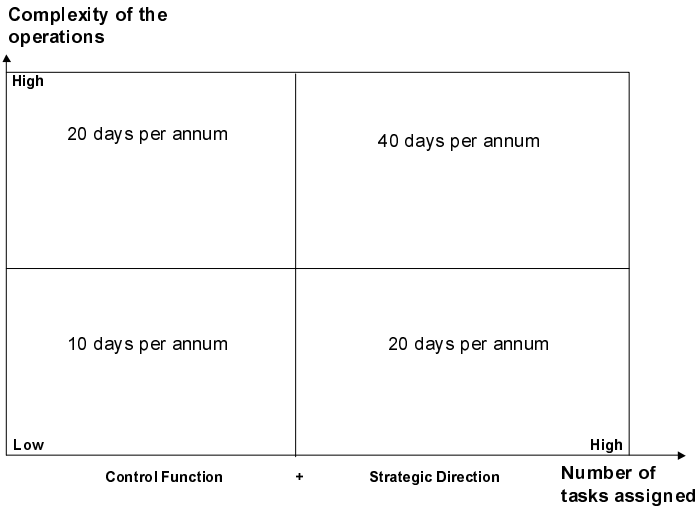 Complexity of the
operations
High
20 days per annum
40 days per annum
10 days per annum
20 days per annum
Low
High
Control Function + Strategic Direction
Number of
tasks assigned